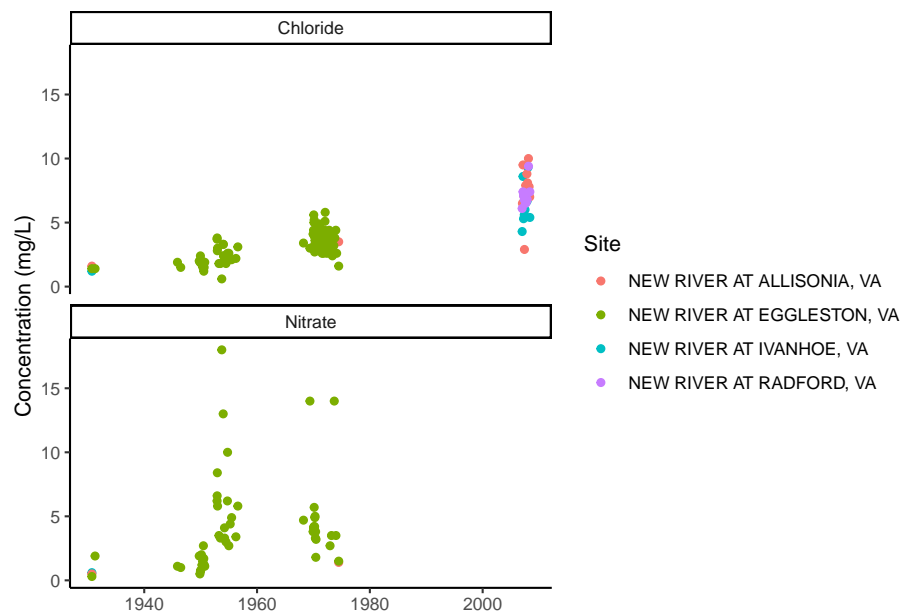 Chloride
15
10
5
0
Nitrate
15
10
5
0
1940 1960 1980 2000
Concentration (mg/L)
Site
NEW RIVER AT ALLISONIA, VA
NEW RIVER AT EGGLESTON, VA
NEW RIVER AT IVANHOE, VA
NEW RIVER AT RADFORD, VA